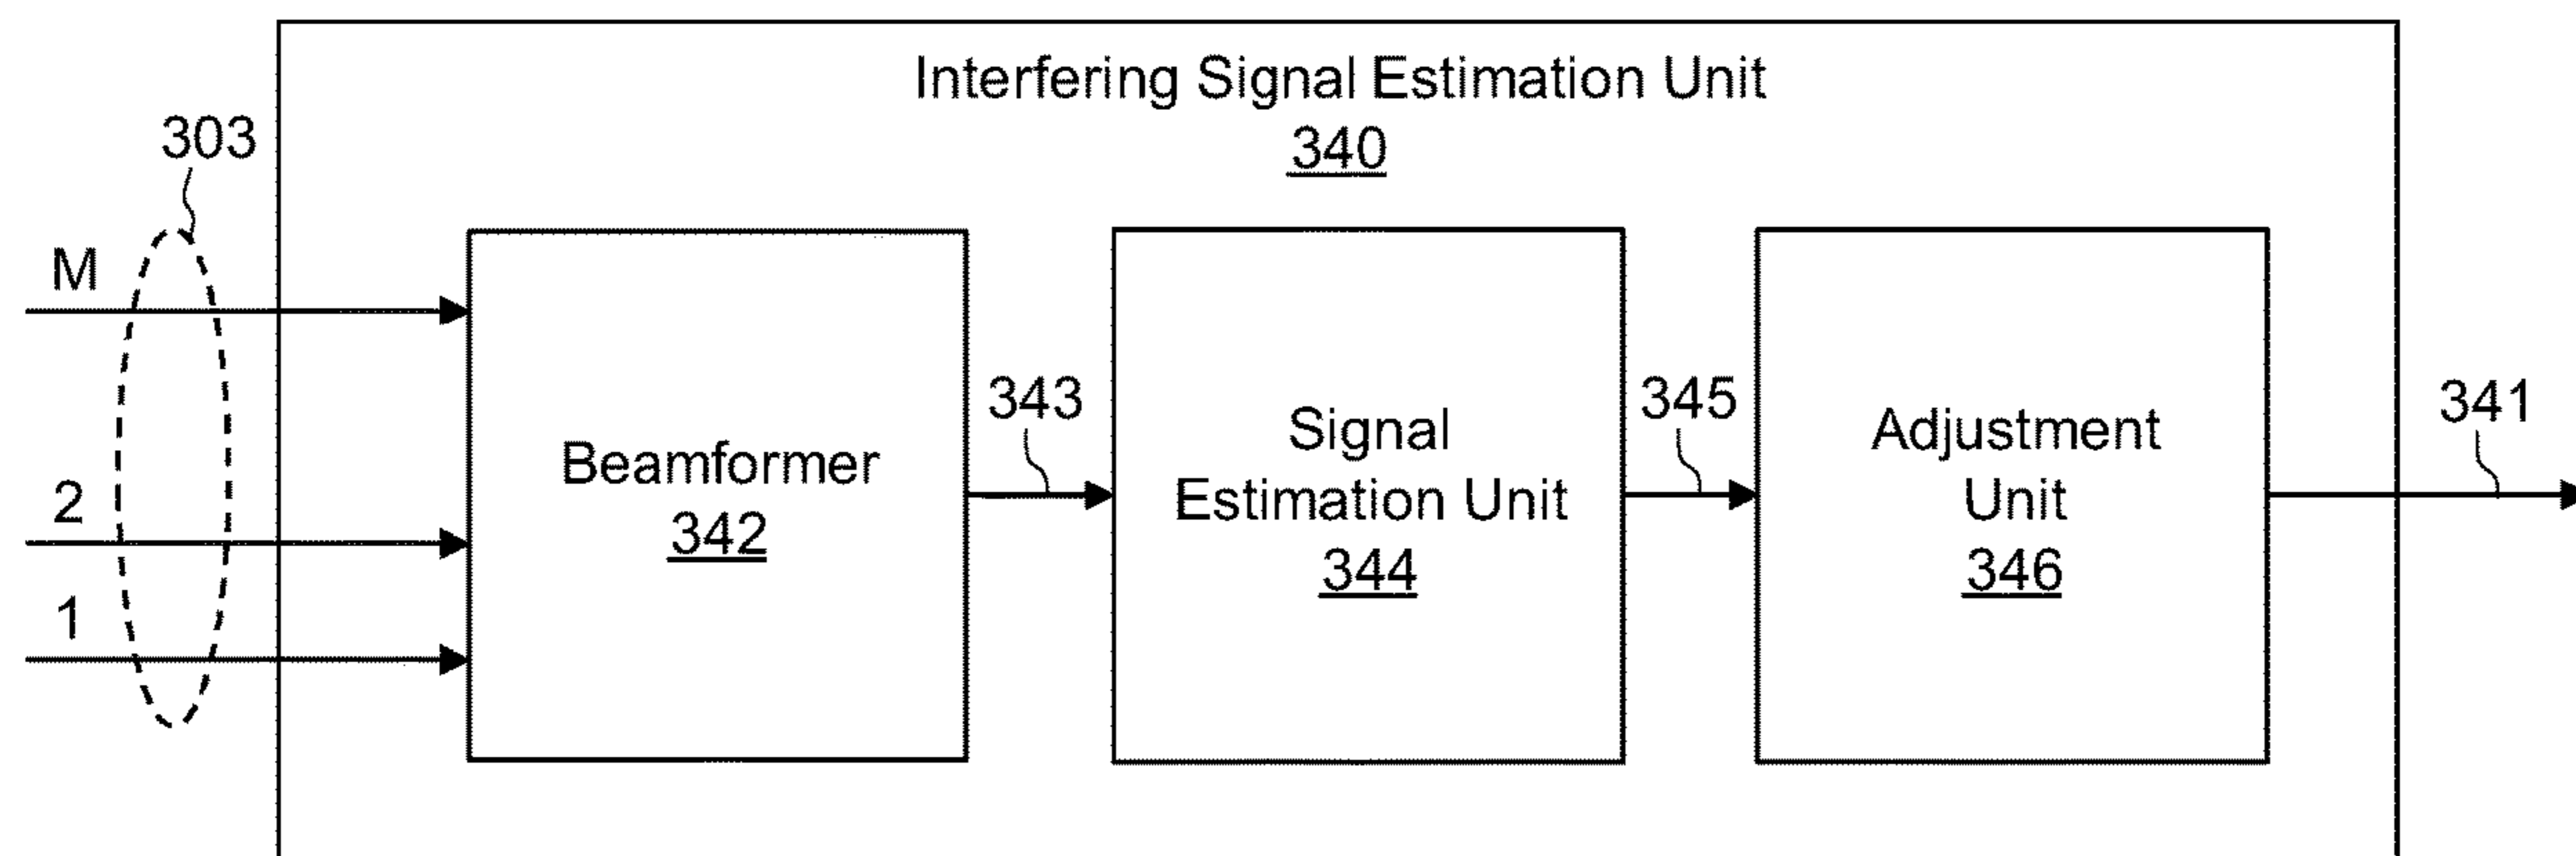 Interfering Signal Estimation Unit
340
303
M
2
1
Beamformer
342
343
Signal
Estimation Unit
344
345
Adjustment
Unit
346
341